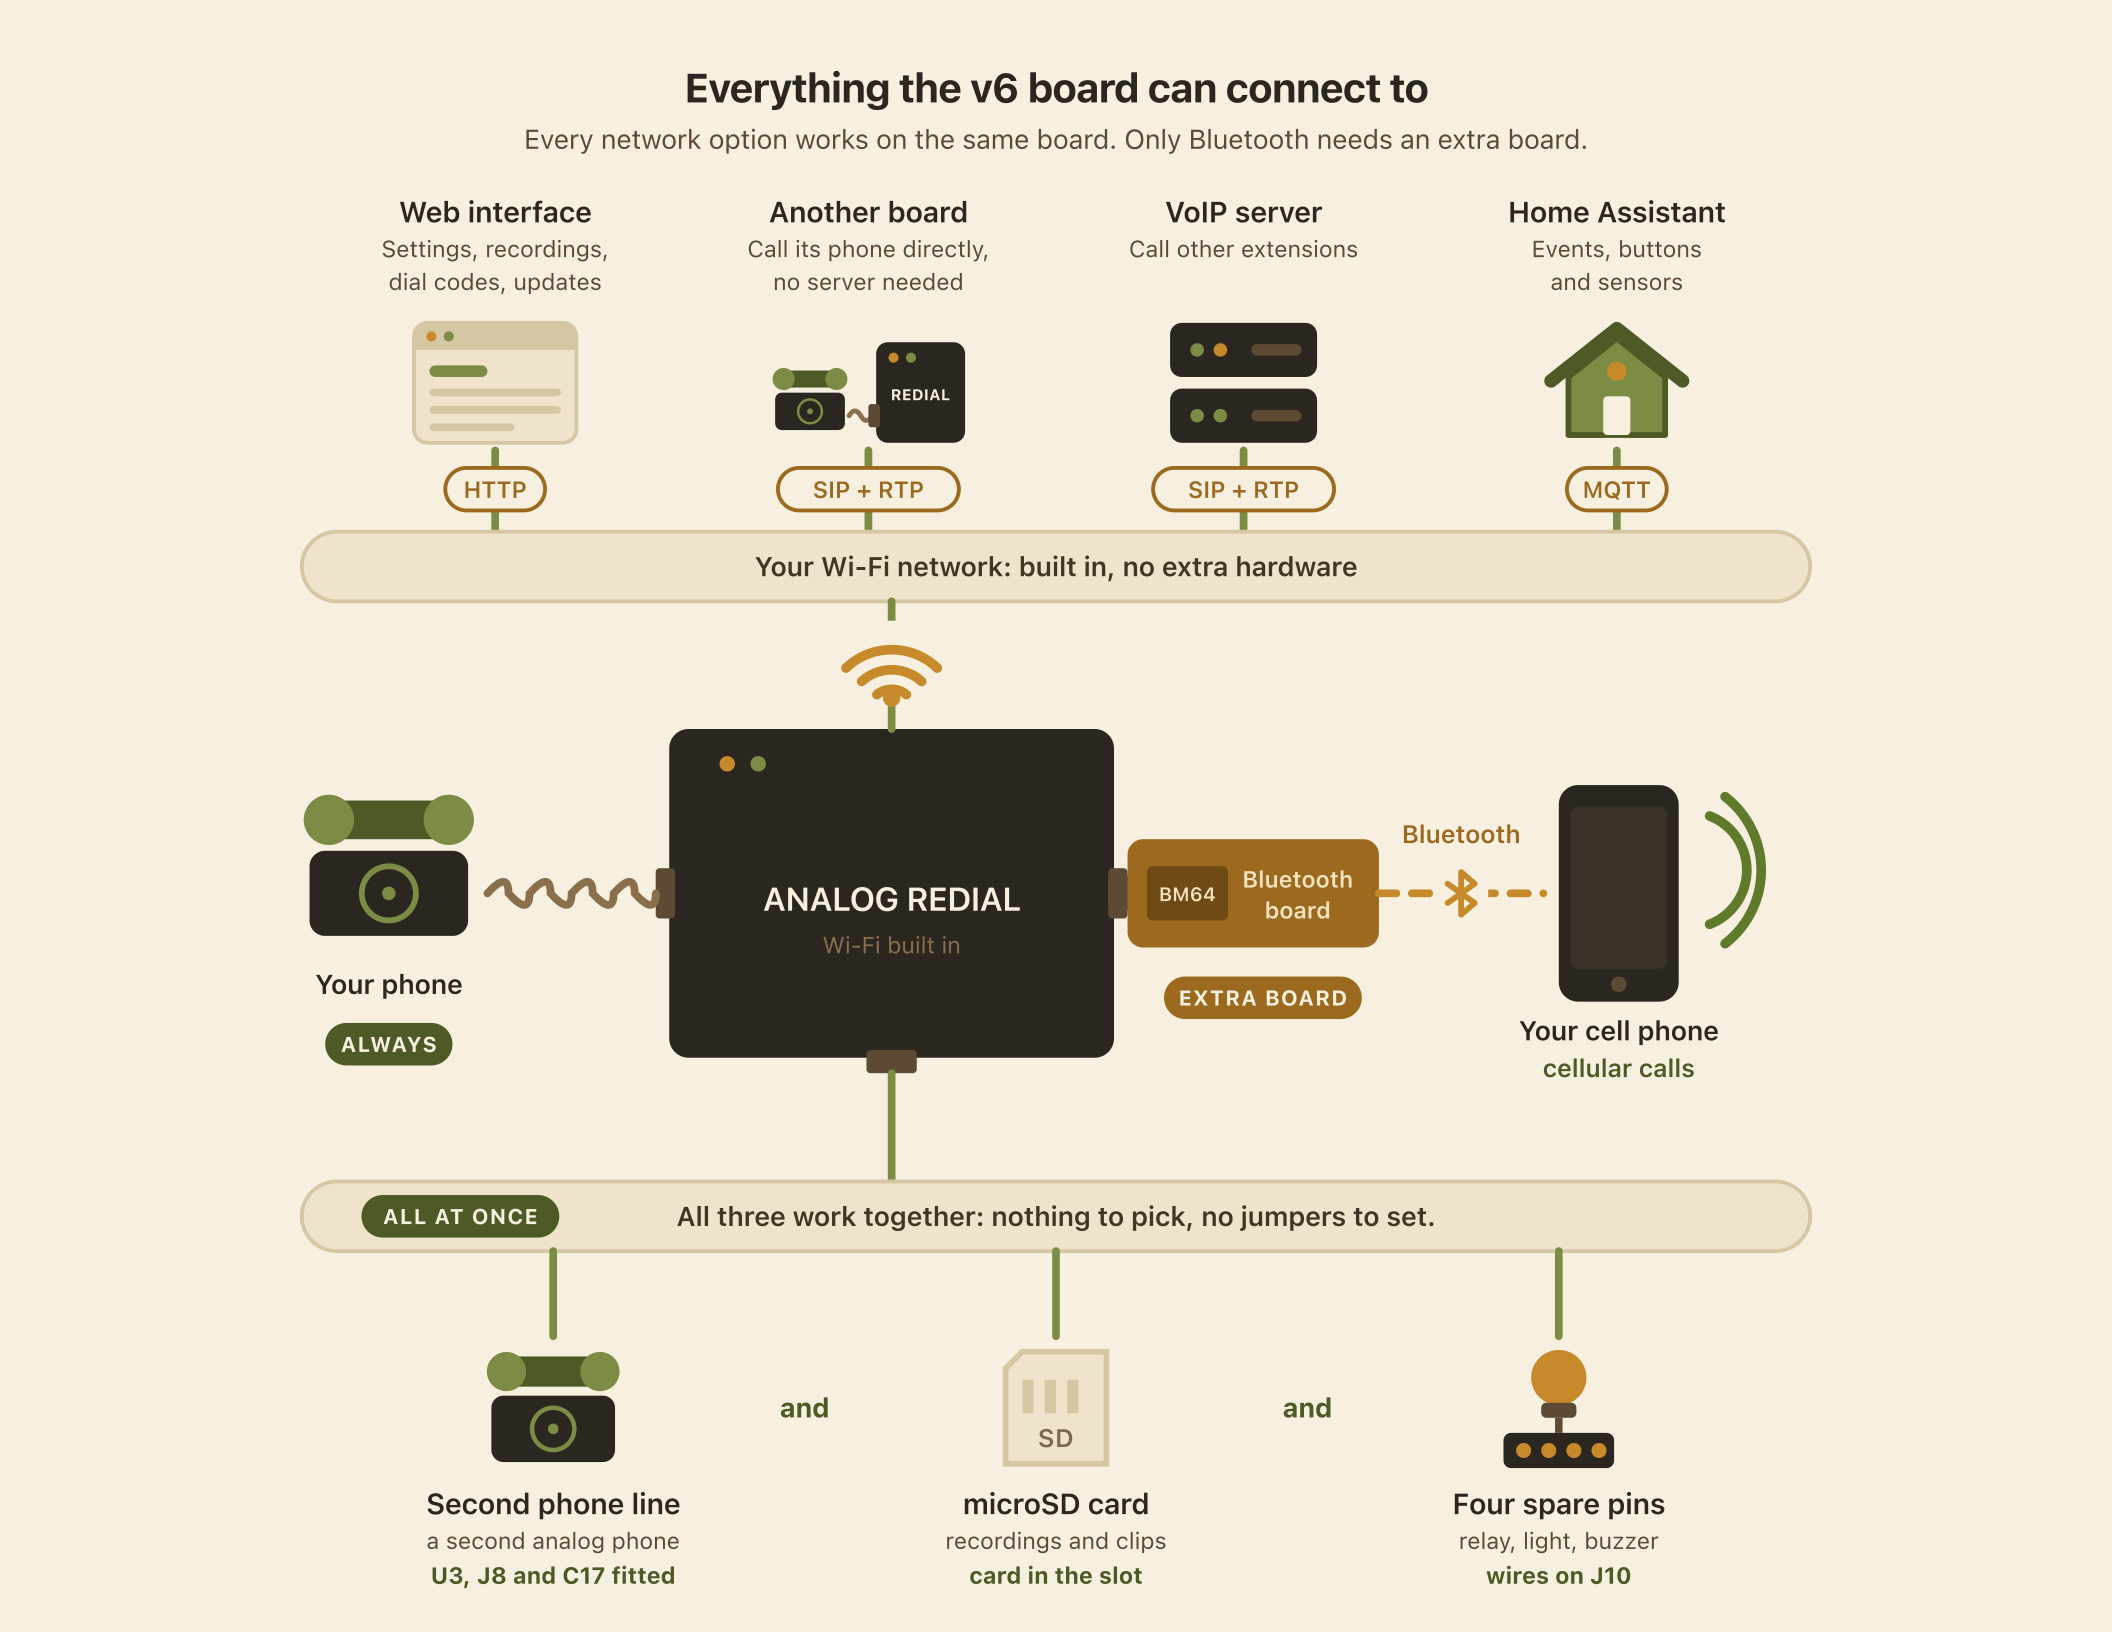 Everything the v6 board can connect to
Every network option works on the same board. Only Bluetooth needs an extra board.
Web interface
Settings, recordings,
dial codes, updates
Another board
Call its phone directly,
no server needed
VoIP server
Call other extensions
Home Assistant
Events, buttons
and sensors
REDIAL
HTTP
SIP + RTP
SIP + RTP
MQTT
Your Wi-Fi network: built in, no extra hardware
ANALOG REDIAL
Wi-Fi built in
Your phone
ALWAYS
BM64
Bluetooth
board
EXTRA BOARD
Bluetooth
Your cell phone
cellular calls
ALL AT ONCE
All three work together: nothing to pick, no jumpers to set.
and
SD
and
Second phone line
a second analog phone
U3, J8 and C17 fitted
microSD card
recordings and clips
card in the slot
Four spare pins
relay, light, buzzer
wires on J10